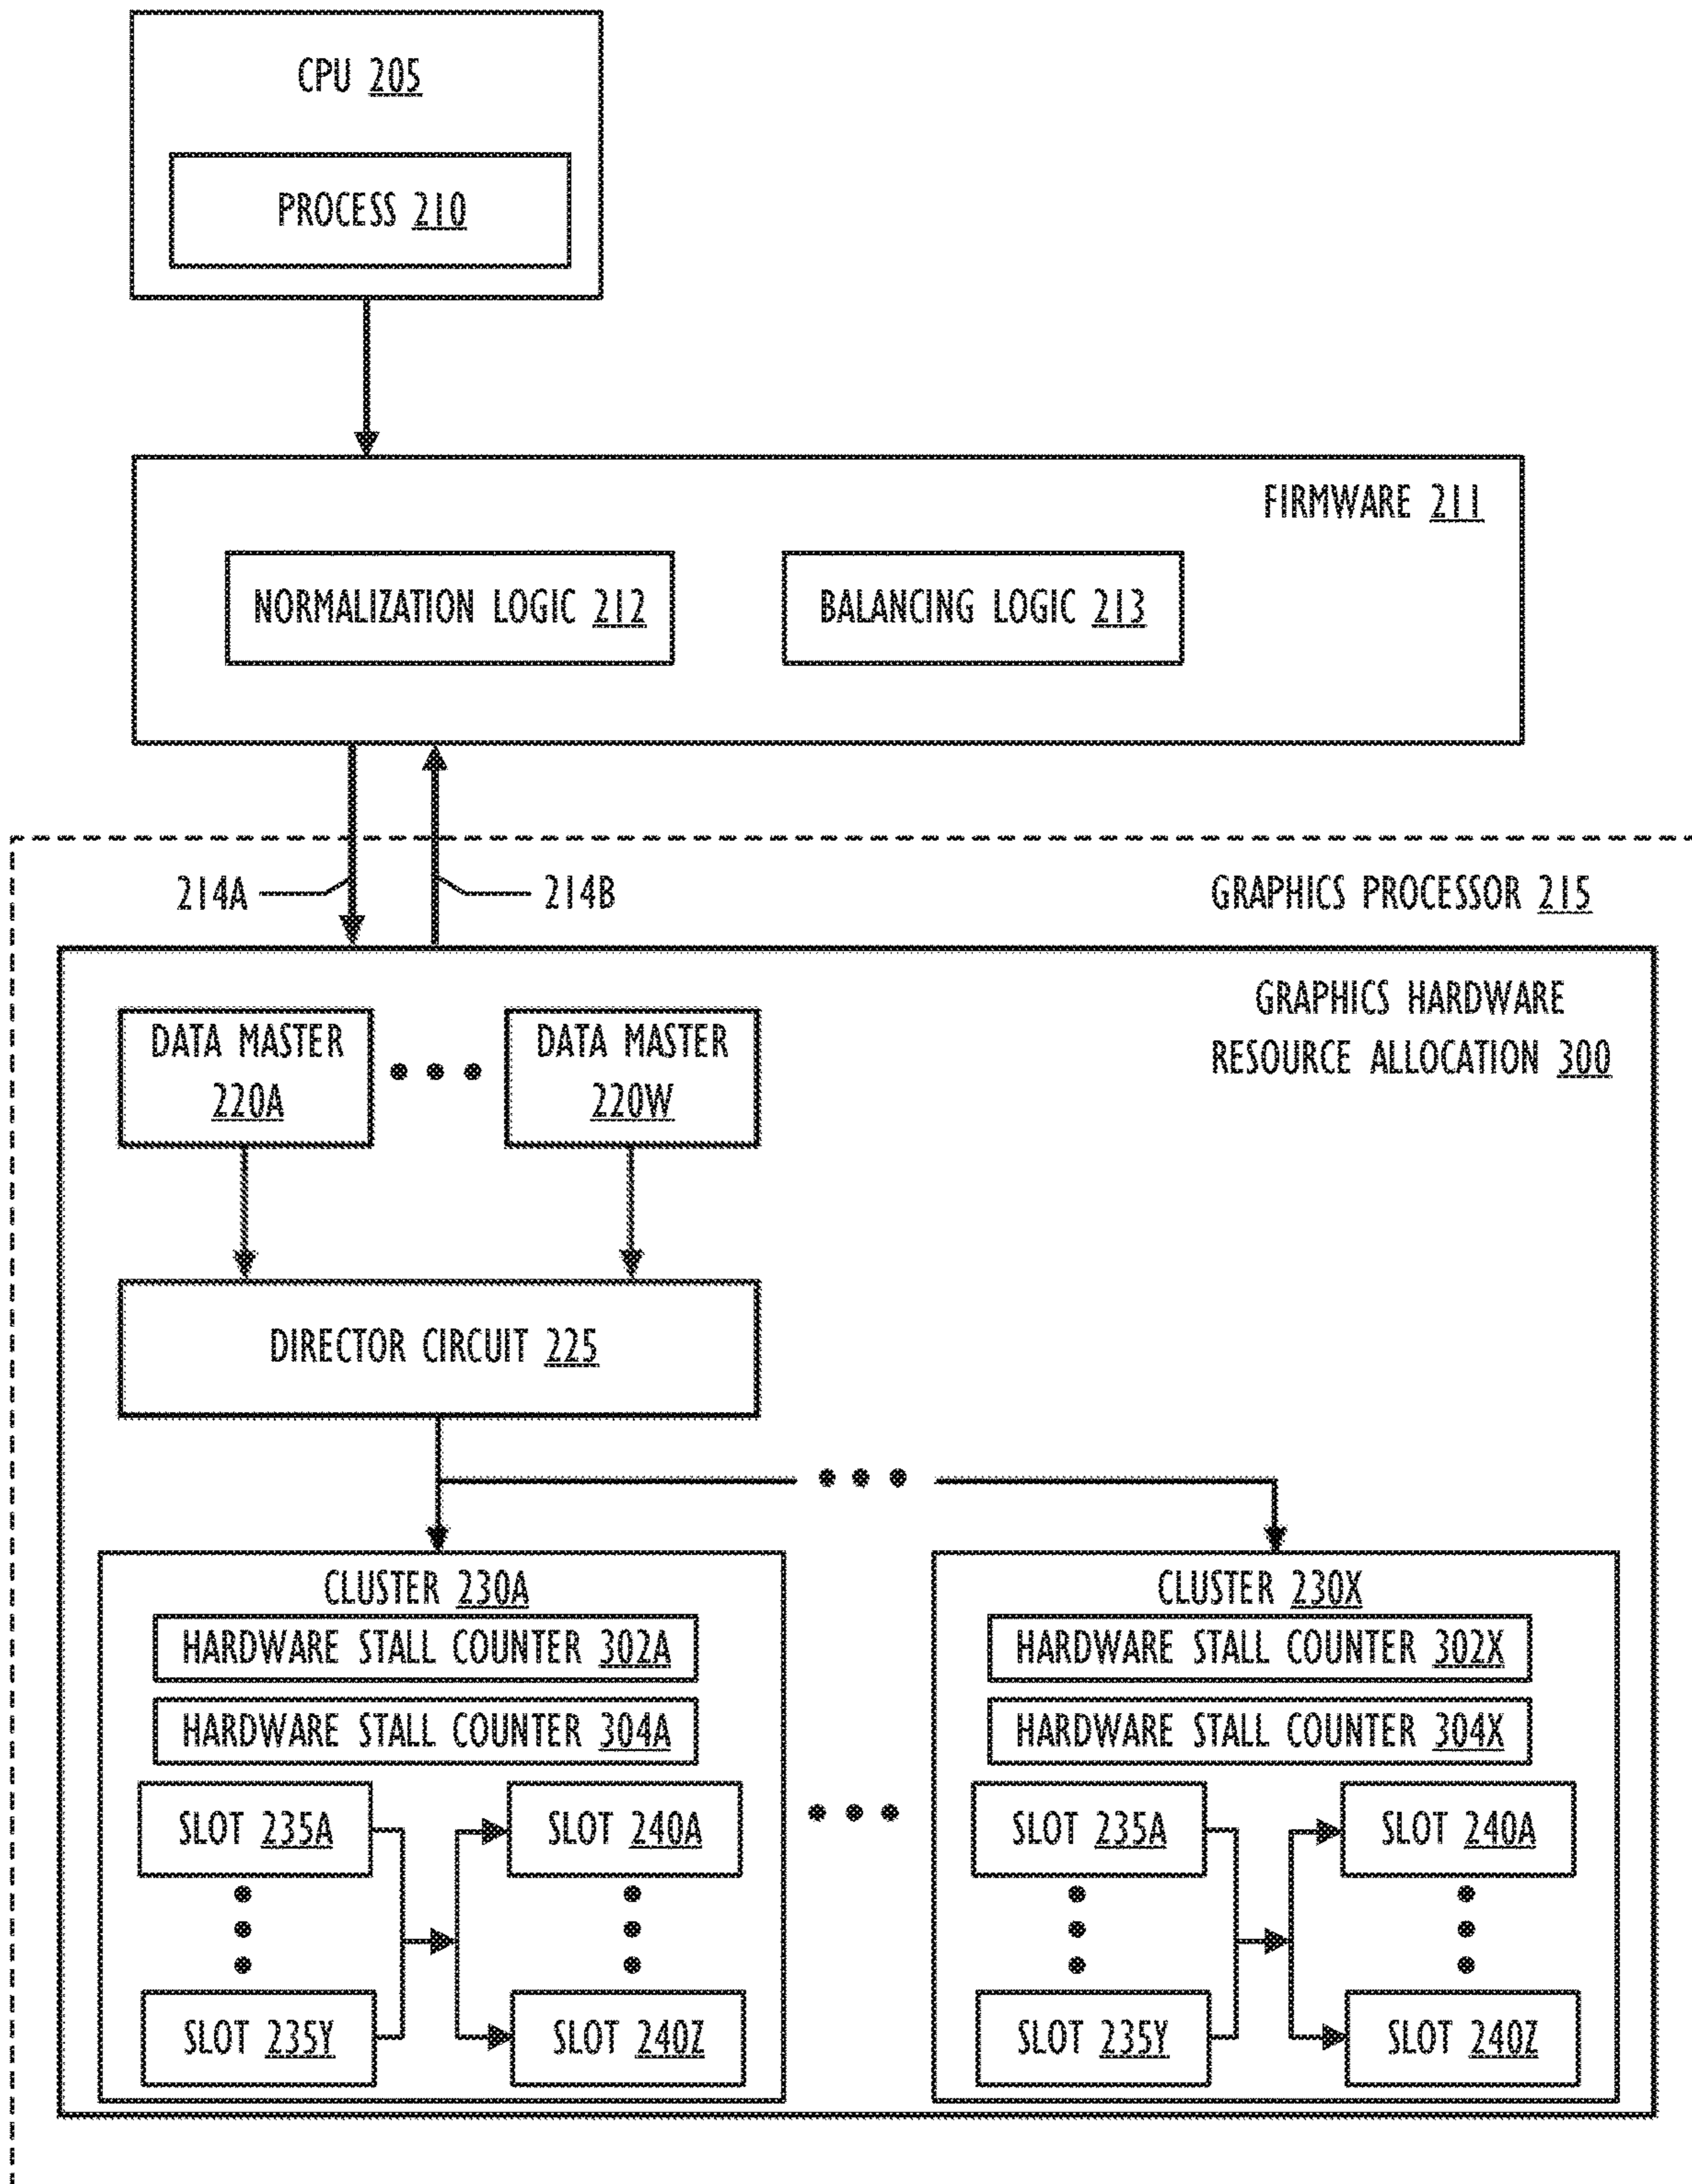 CPU 205
PROCESS 210
FIRMWARE 211
NORMALIZATION LOGIC 212
BALANCING LOGIC 213
214A
214B
GRAPHICS PROCESSOR 215
GRAPHICS HARDWARE
RESOURCE ALLOCATION 300
DATA MASTER
220A
DATA MASTER
220W
DIRECTOR CIRCUIT 225
CLUSTER 230A
HARDWARE STALL COUNTER 302A
HARDWARE STALL COUNTER 304A
SLOT 235A
SLOT 240A
SLOT 235Y
SLOT 240Z
CLUSTER 230X
HARDWARE STALL COUNTER 302X
HARDWARE STALL COUNTER 304X
SLOT 235A
SLOT 240A
SLOT 235Y
SLOT 240Z